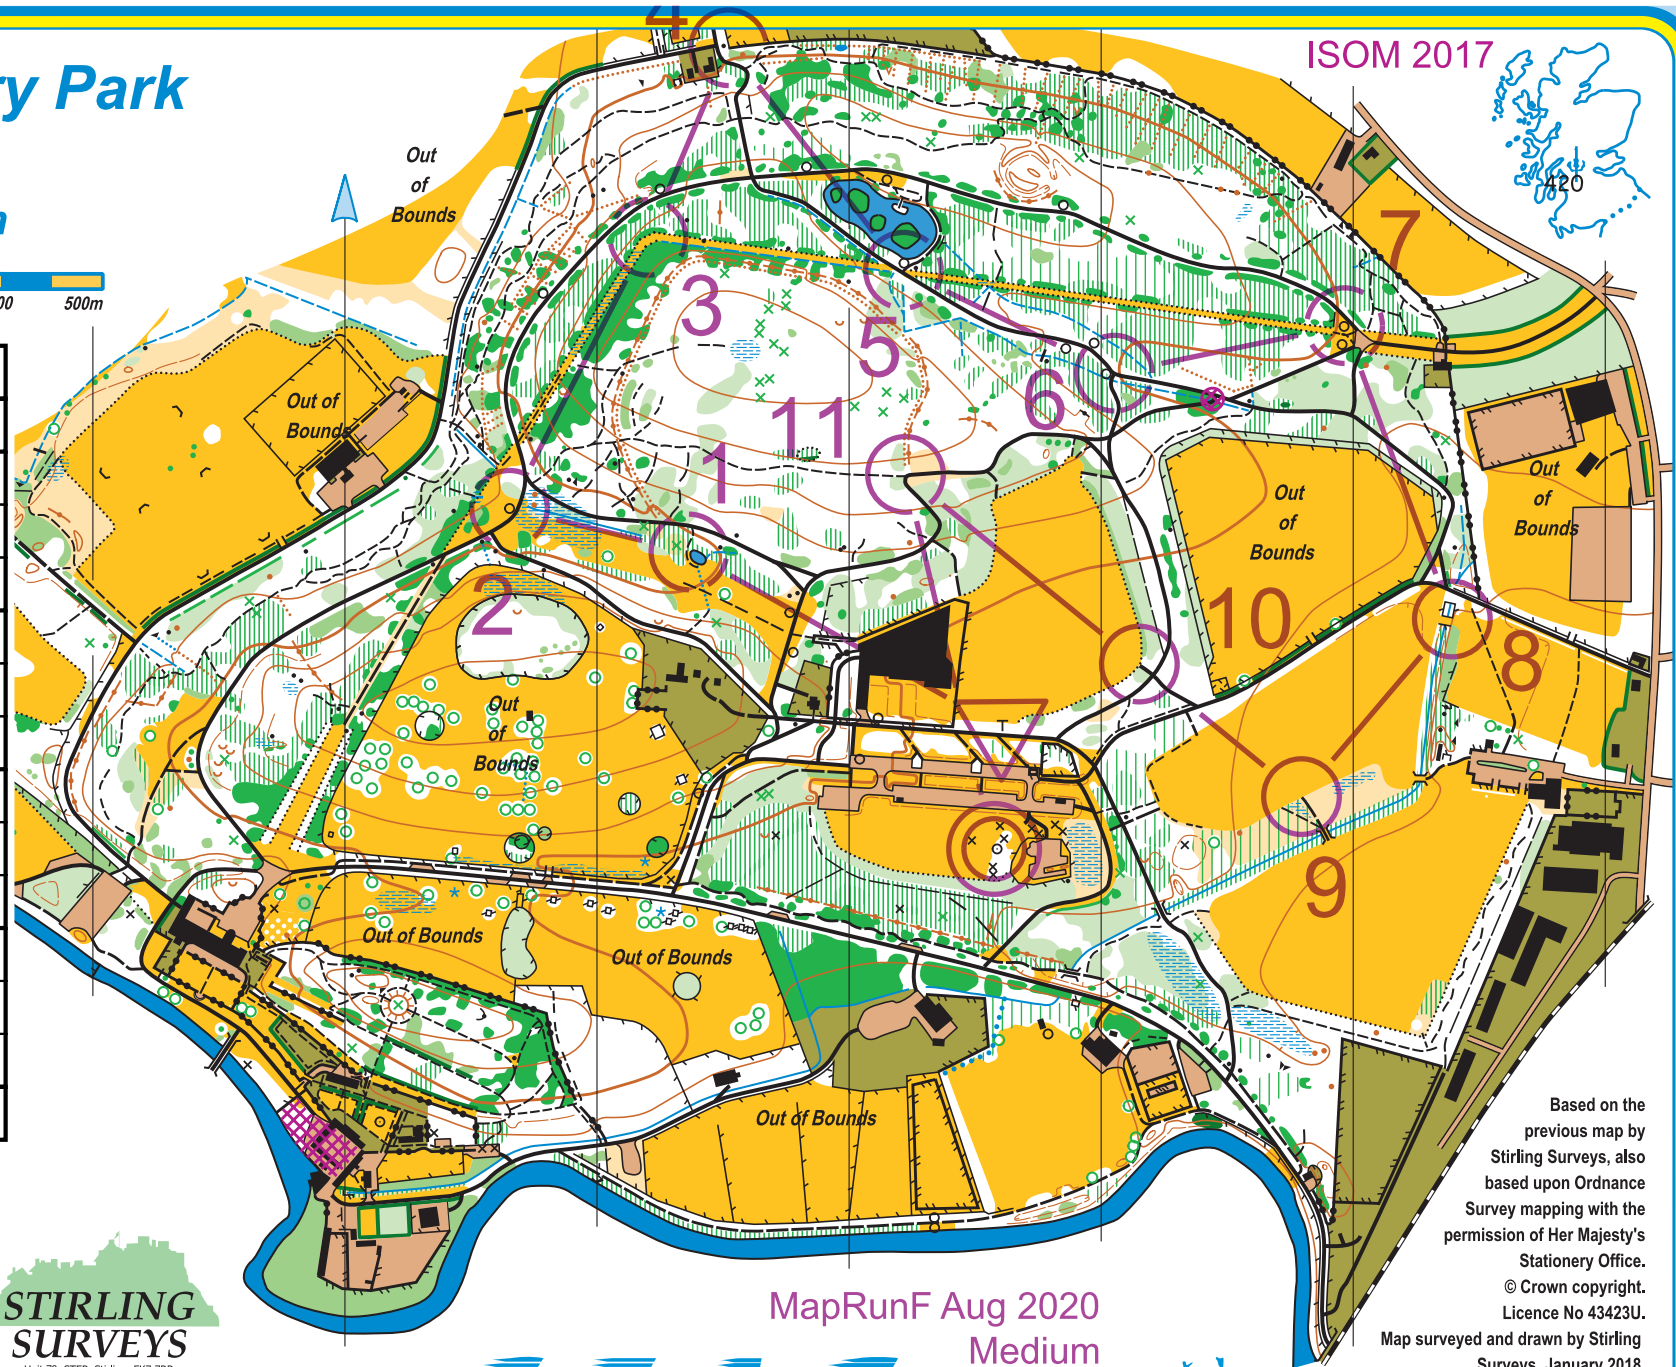 ry Park
ISOM 2017
420
500m
Out
of
Bounds
Out of
Bounds
Out
of
Bounds
Out
of
Bounds
Out
of
Bounds
Out of Bounds
Out of Bounds
Out of Bounds
4
7
3
5
6
11
1
2
10
8
9
STIRLING
SURVEYS
MapRunF Aug 2020
Medium
Based on the
previous map by
Stirling Surveys, also
based upon Ordnance
Survey mapping with the
permission of Her Majesty's
Stationery Office.
© Crown copyright.
Licence No 43423U.
Map surveyed and drawn by Stirling
Surveys, January 2018